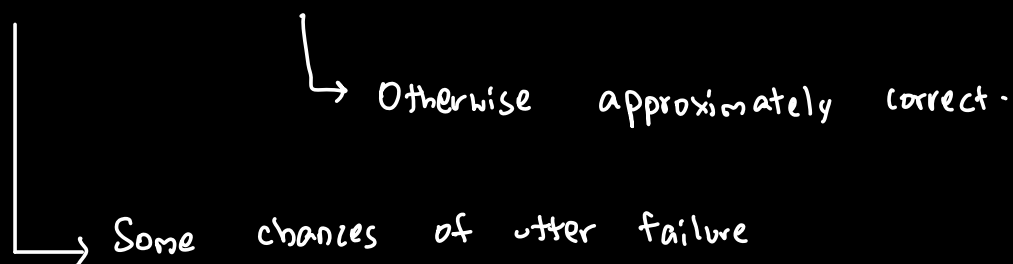 Otherwise approximately correct.
Some chances of utter failure